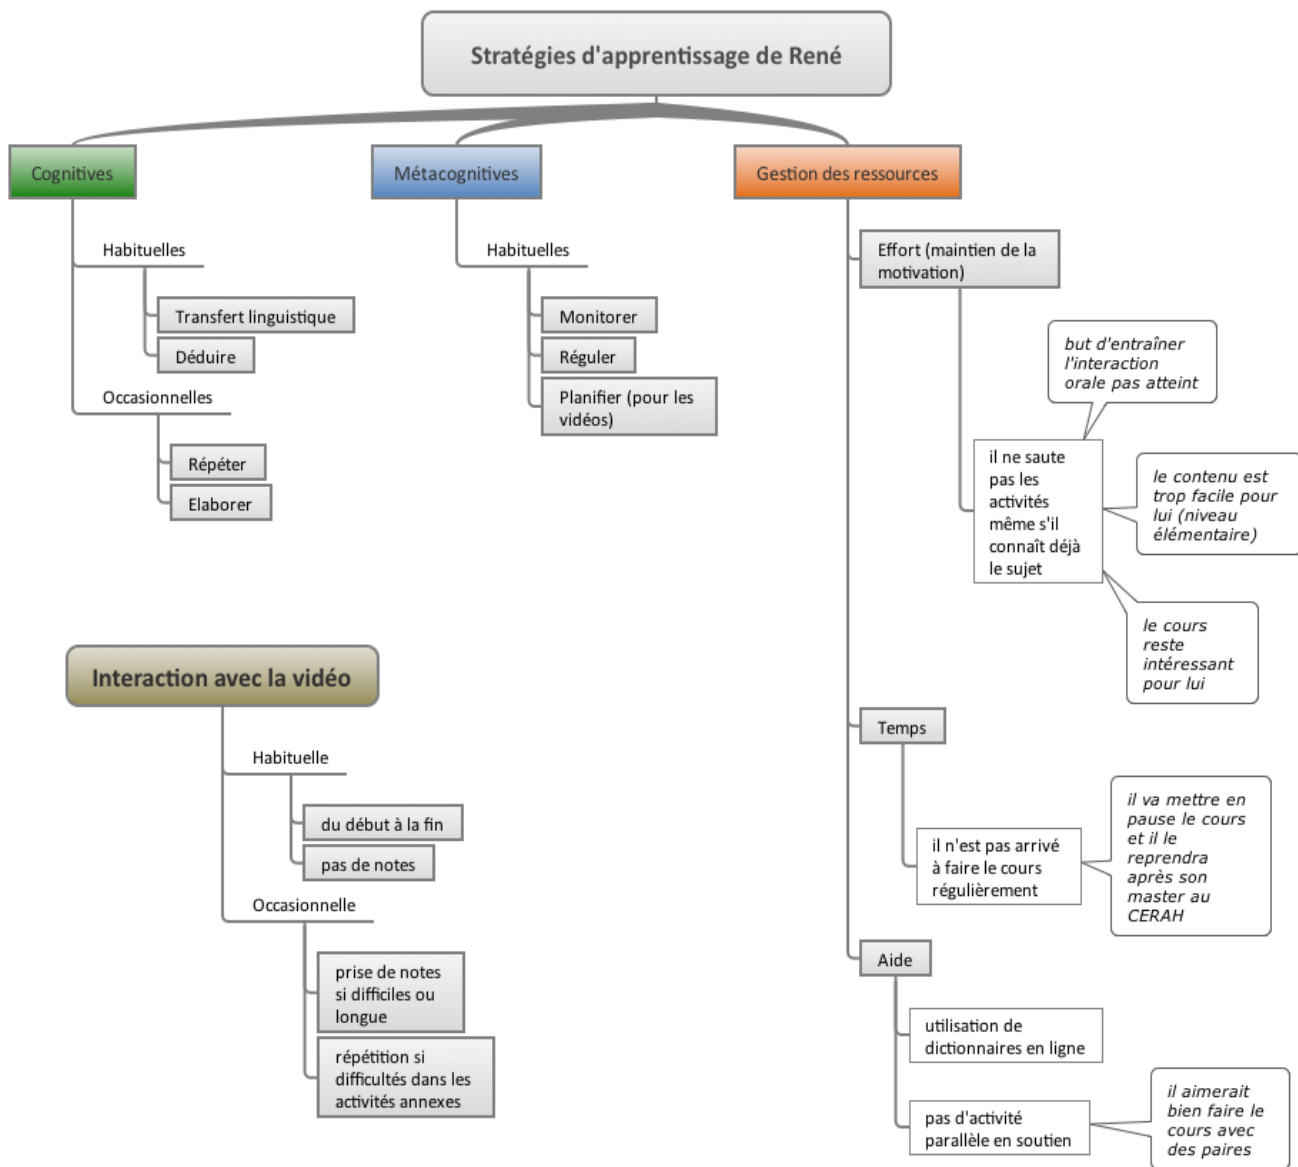 Stratégies d'apprentissage de René
Cognitives
Habituelles
Transfert linguistique
Déduire
Occasionnelles
Répéter
Elaborer
Métacognitives
Habituelles
Monitorer
Réguler
Planifier (pour les
vidéos)
Gestion des ressources
Effort (maintien de la
motivation)
but d'entraîner
l'interaction
orale pas atteint
il ne saute
pas les
activités
même s'il
connaît déjà
le sujet
le contenu est
trop facile pour
lui (niveau
élémentaire)
le cours
reste
intéressant
pour lui
Temps
il n'est pas arrivé
à faire le cours
régulièrement
il va mettre en
pause le cours
et il le
reprendra
après son
master au
CERAH
Aide
utilisation de
dictionnaires en ligne
pas d'activité
parallèle en soutien
il aimerait
bien faire le
cours avec
des paires
Interaction avec la vidéo
Habituelle
du début à la fin
pas de notes
Occasionnelle
prise de notes
si difficiles ou
longue
répétition si
difficultés dans les
activités annexes